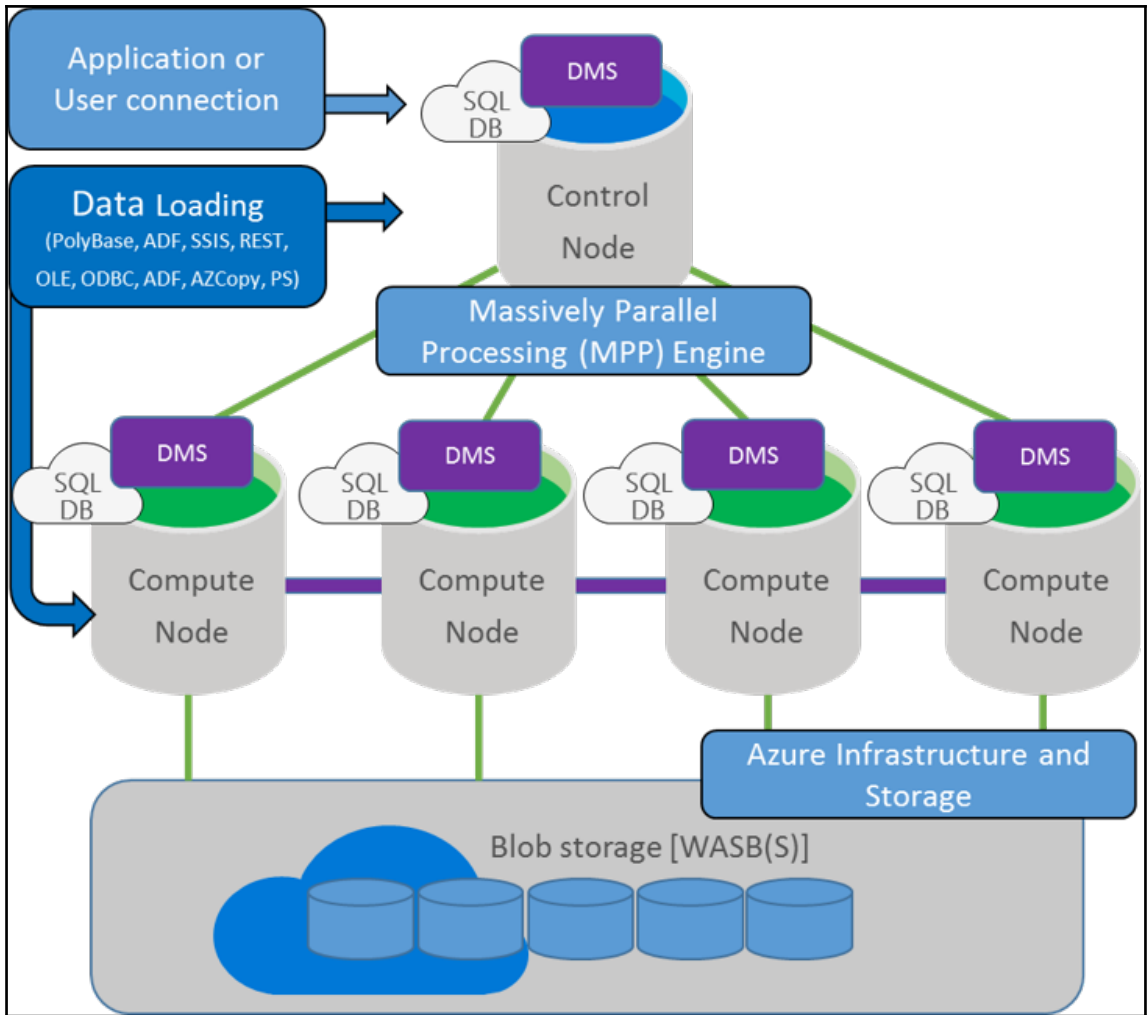 Application or
User connection
DMS
SQL
DB
Control
Node
Data Loading
(PolyBase, ADF, SSIS, REST,
OLE, ODBC, ADF, AZCopy, PS)
Massively Parallel
Processing (MPP) Engine
DMS
SQL
DB
Compute
Node
DMS
SQL
DB
Compute
Node
DMS
SQL
DB
Compute
Node
DMS
SQL
DB
Compute
Node
Azure Infrastructure and
Storage
Blob storage [WASB(S)]